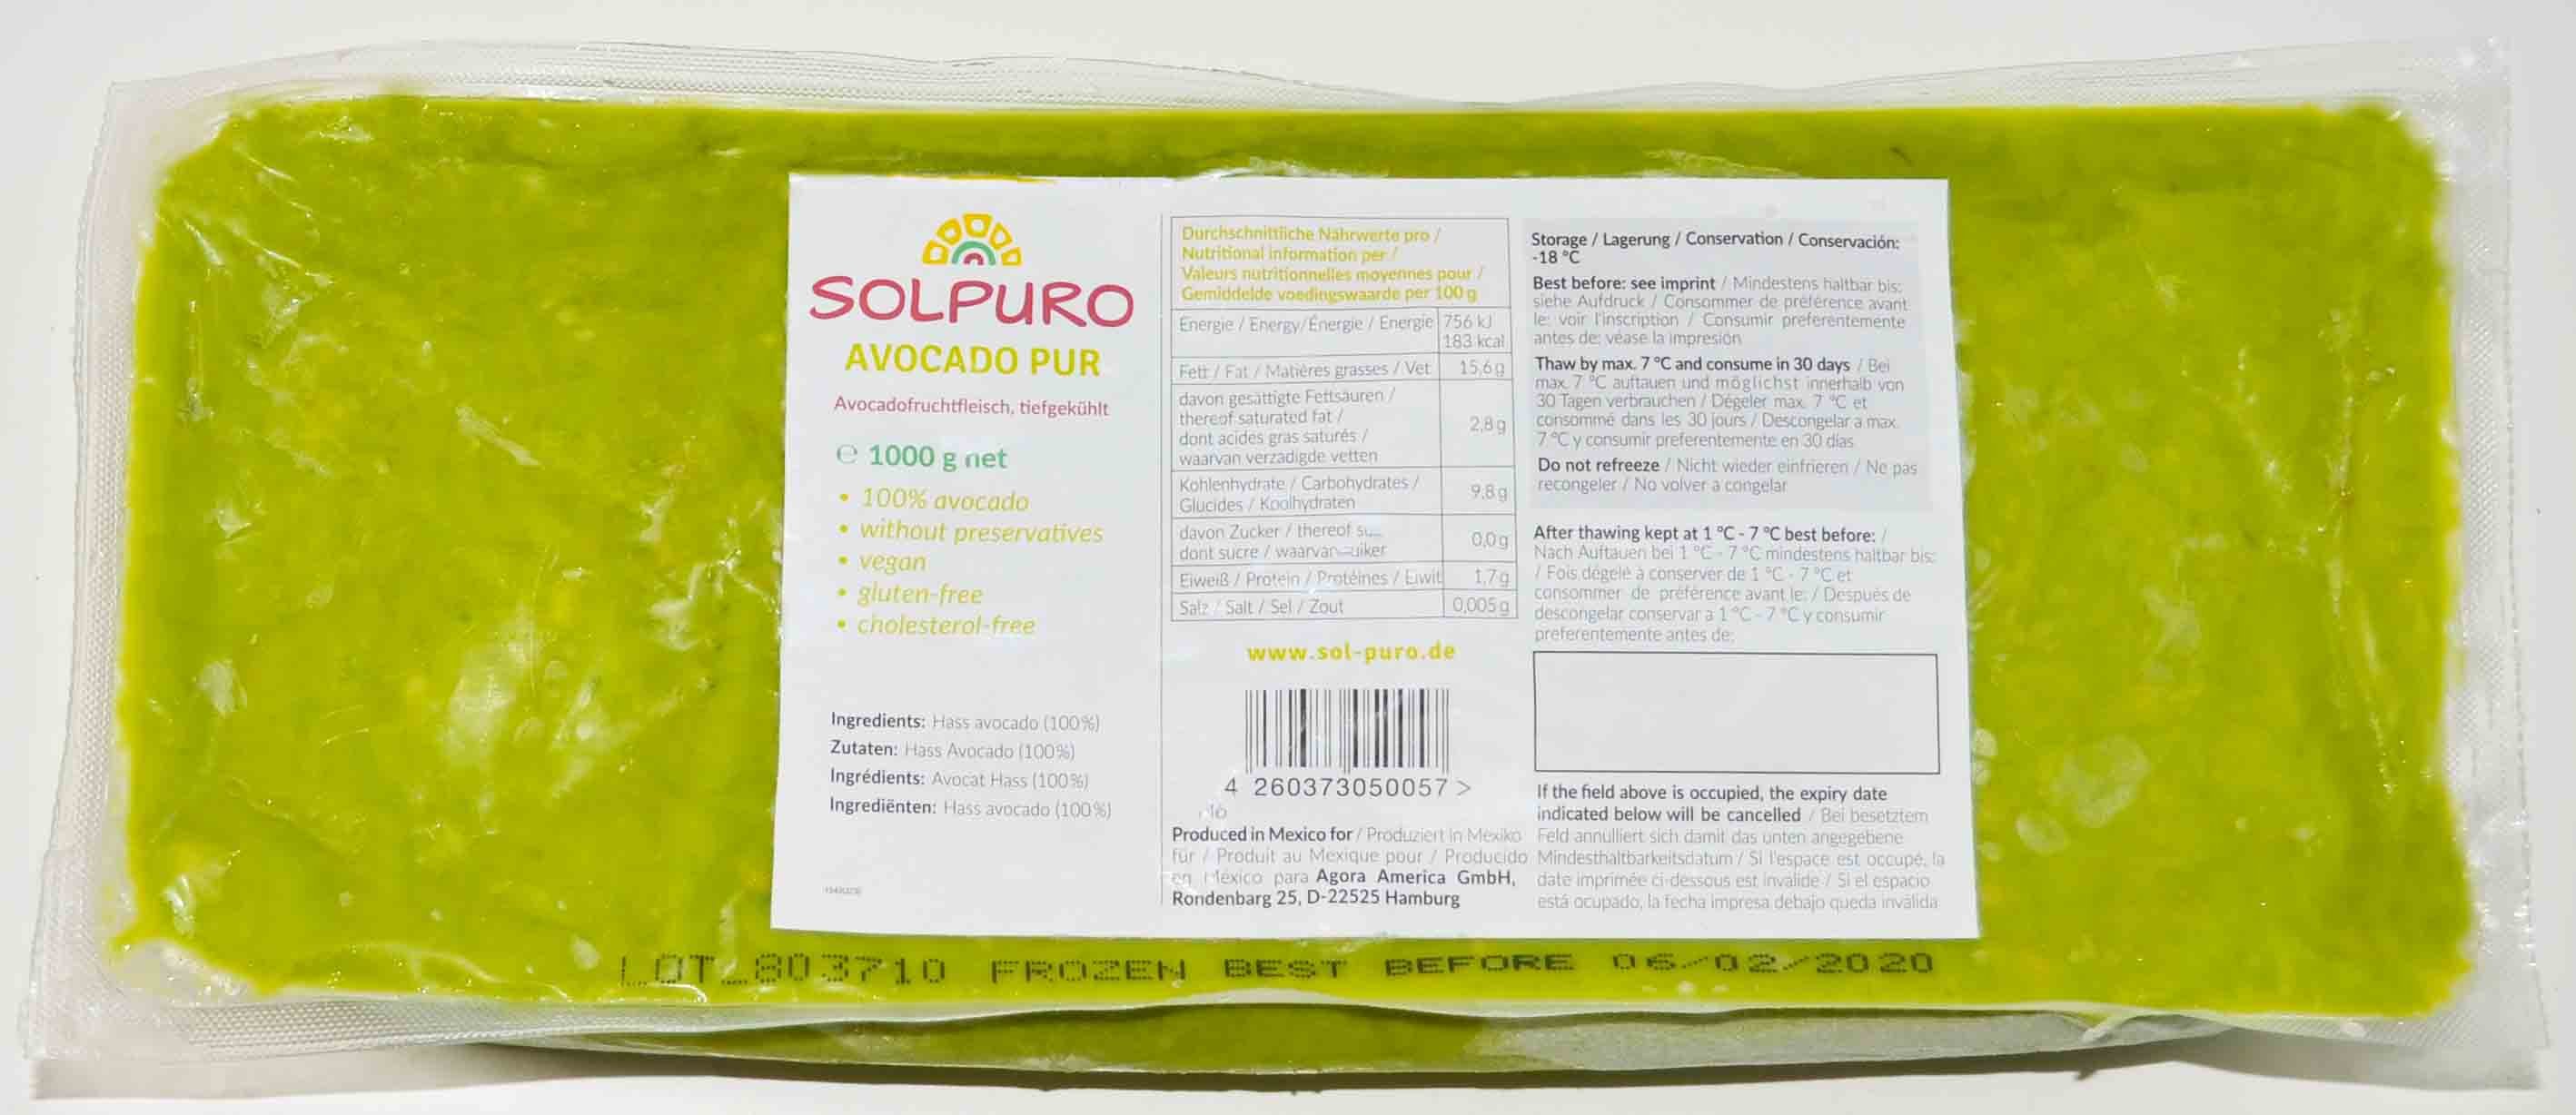 SOLPURO
AVOCADO PUR
Avocadofruchtfleisch, tiefgekühlt
℮ 1000 g net
• 100% avocado
• without preservatives
• vegan
• gluten-free
• cholesterol-free
Ingredients: Hass avocado (100%)
Zutaten: Hass Avocado (100%)
Ingrédients: Avocat Hass (100%)
Ingrediënten: Hass avocado (100%)
Durchschnittliche Nährwerte pro /
Nutritional information per /
Valeurs nutritionnelles moyennes pour /
Gemiddelde voedingswaarde per 100 g
Energie / Energy/Énergie / Energie 756 kJ
183 kcal
Fett / Fat / Matières grasses / Vet 15,6 g
davon gesättigte Fettsäuren /
thereof saturated fat /
dont acides gras saturés /
waarvan verzadigde vetten
2,8 g
Kohlenhydrate / Carbohydrates /
Glucides / Koolhydraten
9,8 g
davon Zucker / thereof
dont sucre /
0,0 g
Eiweiß / Protein / Protéines / Eiwit 1,7 g
Salz / Salt / Sel / Zout 0,005 g
www.sol-puro.de
4 260373050057 >
Produced in Mexico for / Produziert in Mexiko
für / Produit au Mexique pour / Producido
en México para Agora America GmbH,
Rondenbarg 25, D-22525 Hamburg
Storage / Lagerung / Conservation / Conservación:
-18 °C
Best before: see imprint / Mindestens haltbar bis:
siehe Aufdruck / Consommer de préférence avant
le: voir l'inscription / Consumir preferentemente
antes de: véase la impresión
Thaw by max. 7 °C and consume in 30 days / Bei
max. 7 °C auftauen und möglichst innerhalb von
30 Tagen verbrauchen / Dégeler max. 7 °C et
consommé dans les 30 jours / Descongelar a max.
7 °C y consumir preferentemente en 30 dias
Do not refreeze / Nicht wieder einfrieren / Ne pas
recongeler / No volver a congelar
After thawing kept at 1 °C - 7 °C best before: /
Nach Auftauen bei 1 °C - 7 °C mindestens haltbar bis:
/ Fois dégelé à conserver de 1 °C - 7 °C et
consommer de préférence avant le: / Después de
descongelar conservar a 1 °C - 7 °C y consumir
preferentemente antes de:
If the field above is occupied, the expiry date
indicated below will be cancelled / Bei besetztem
Feld annulliert sich damit das unten angegebene
Mindesthaltbarkeitsdatum / Si l'espace est occupé, la
date imprimée ci-dessous est invalide / Si el espacio
está ocupado, la fecha impresa debajo queda inválida
LOT 803710 FROZEN BEST BEFORE 06/02/2020